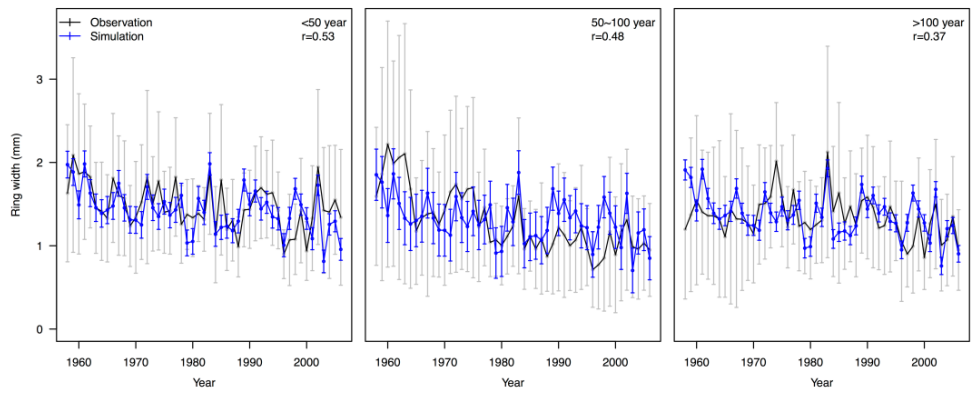 Observation
Simulation
<50 year
r=0.53
50~100 year
r=0.48
>100 year
r=0.37
Ring width (mm)
3
2
1
0
1960 1970 1980 1990 2000
1960 1970 1980 1990 2000
1960 1970 1980 1990 2000
Year
Year
Year